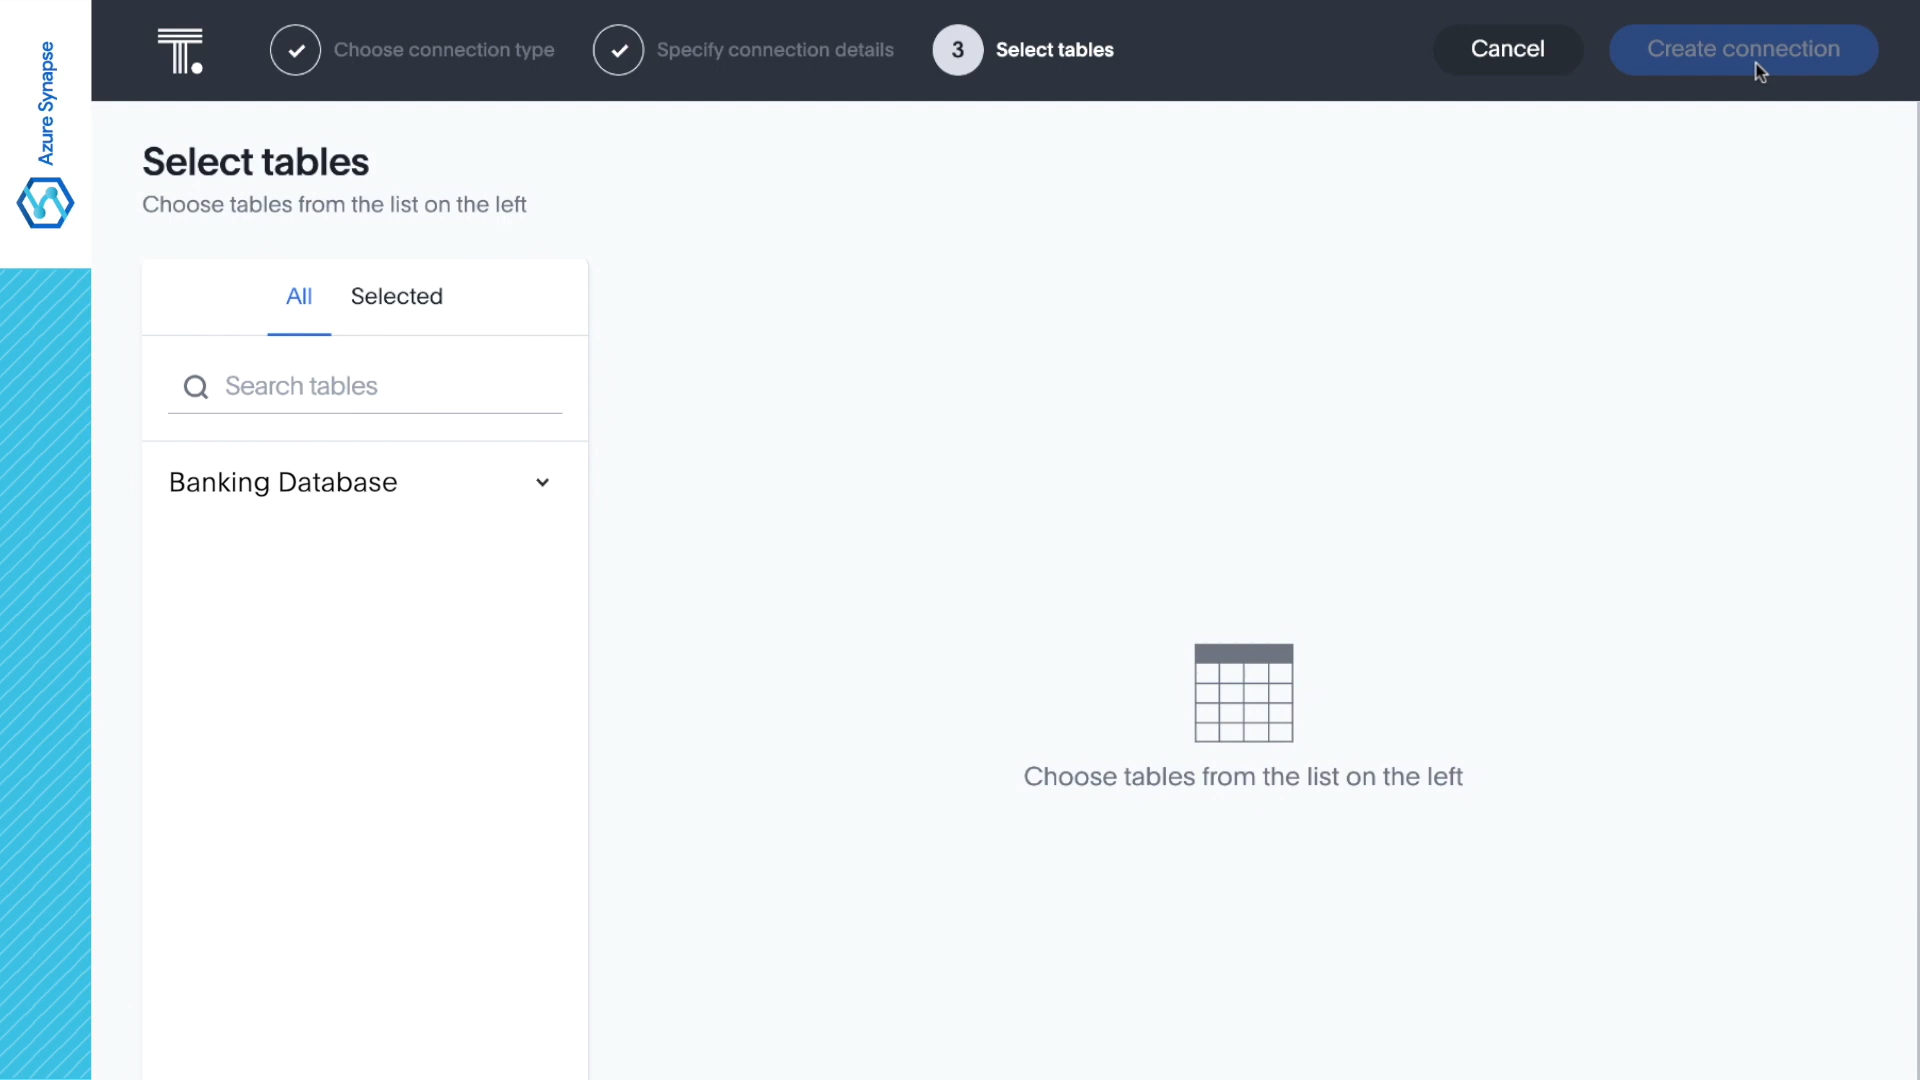 Azure Synapse
T.
Choose connection type
Specify connection details
3 Select tables
Cancel
Create connection
Select tables
Choose tables from the list on the left
All
Selected
Search tables
Banking Database
Choose tables from the list on the left